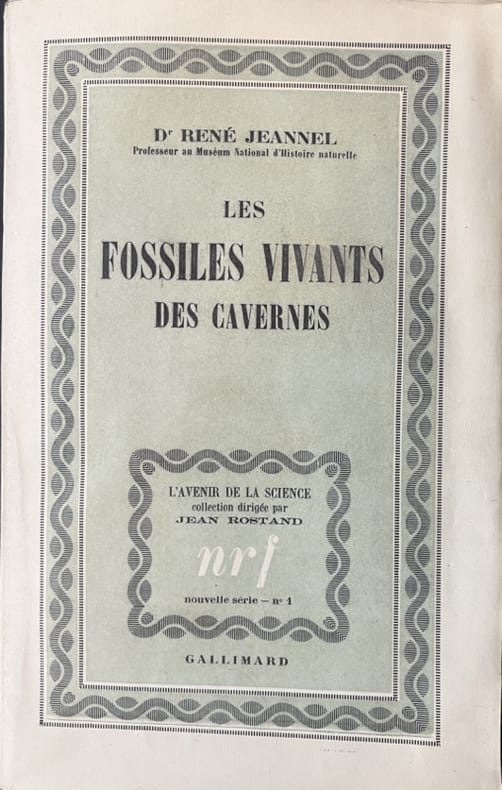 Dr RENÉ JEANNEL
Professeur au Muséum National d'Histoire naturelle
LES
FOSSILES VIVANTS
DES CAVERNES
L'AVENIR DE LA SCIENCE
collection dirigée par
JEAN ROSTAND
nrf
nouvelle série — no 1
GALLIMARD